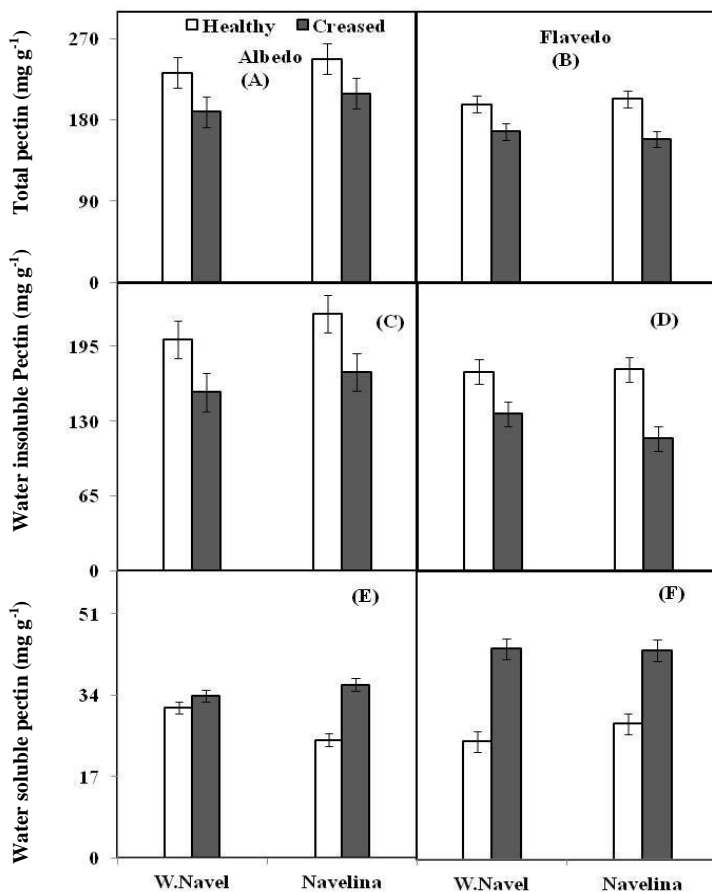 Total pectin (mg g-1)
270
180
90
0
Healthy Creased
Albedo
(A)
Flavedo
(B)
Water insoluble Pectin (mg g-1)
195
130
65
0
(C)
(D)
Water soluble pectin (mg g-1)
51
34
17
0
(E)
(F)
W.Navel Navelina W.Navel Navelina